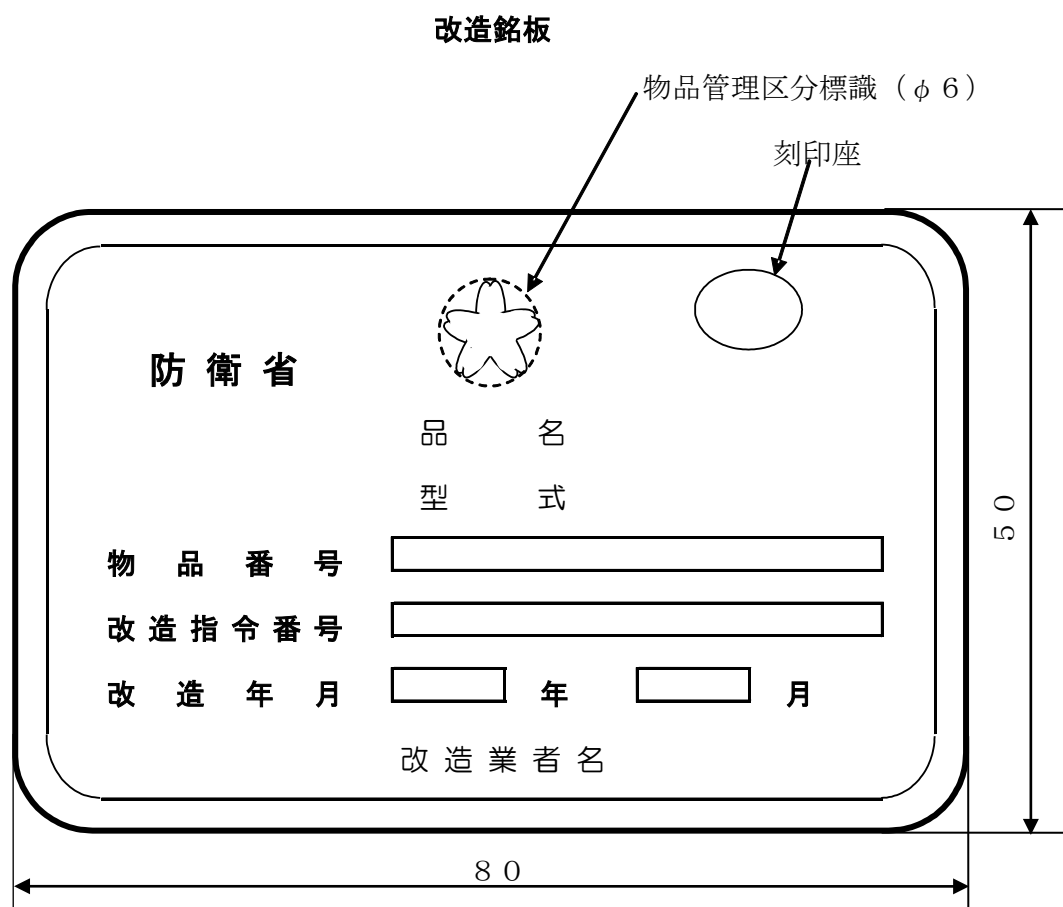 改造銘板
物品管理区分標識（φ６）
刻印座
防衛省
品　名
型　式
物品番号
改造指令番号
改造年月　年　月
改造業者名
５０
８０